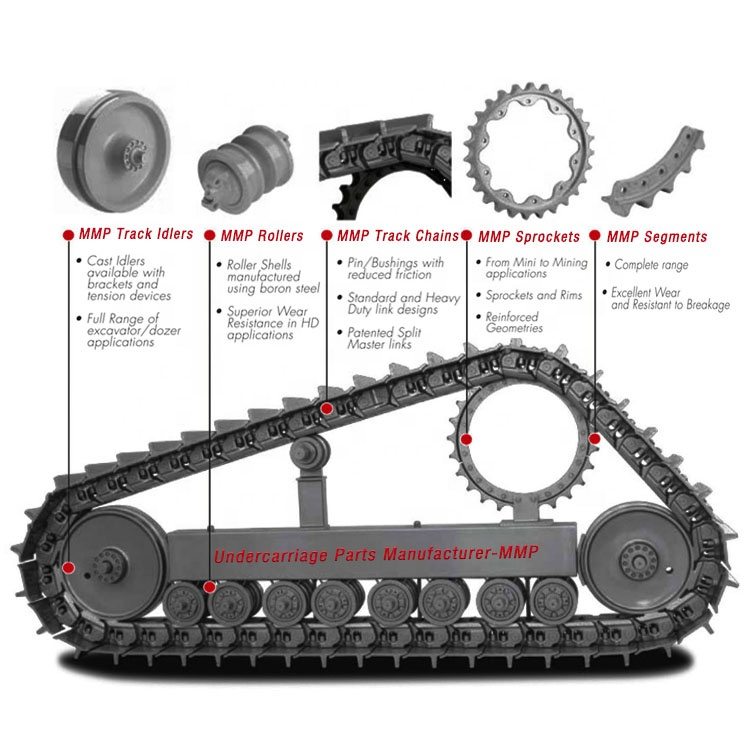 MMP Track Idlers
• Cast Idlers
available with
brackets and
tension devices
• Full Range of
excavator/dozer
applications
MMP Rollers
• Roller Shells
manufactured
using boron steel
• Superior Wear
Resistance in HD
applications
MMP Track Chains
• Pin/Bushings with
reduced friction
• Standard and Heavy
Duty link designs
• Patented Split
Master links
MMP Sprockets
• From Mini to Mining
applications
• Sprockets and Rims
• Reinforced
Geometries
MMP Segments
• Complete range
• Excellent Wear
and Resistant to Breakage
Undercarriage Parts Manufacturer-MMP